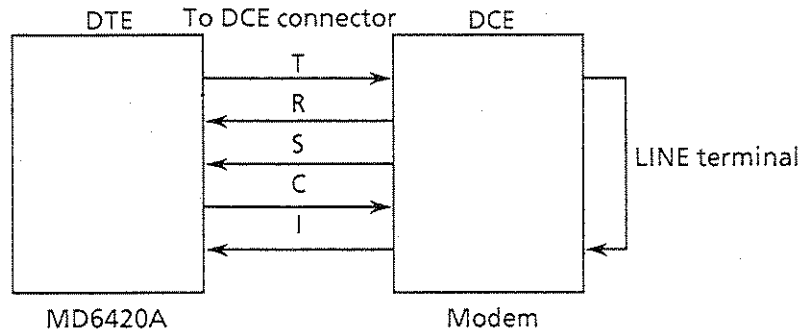 DTE To DCE connector DCE
T
R
S
C
I
LINE terminal
MD6420A Modem